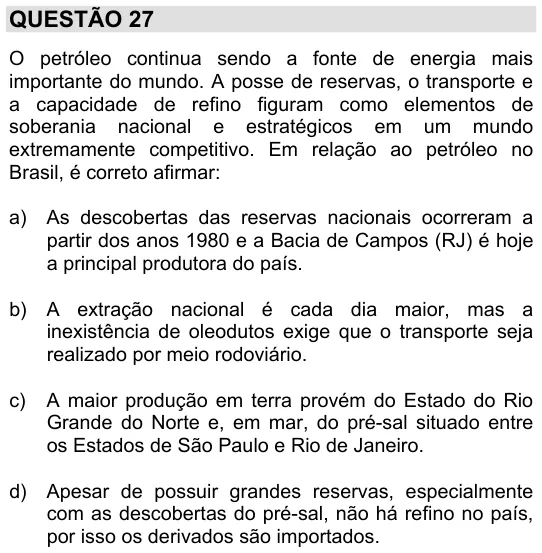 QUESTÃO 27
O petróleo continua sendo a fonte de energia mais
importante do mundo. A posse de reservas, o transporte e
a capacidade de refino figuram como elementos de
soberania nacional e estratégicos em um mundo
extremamente competitivo. Em relação ao petróleo no
Brasil, é correto afirmar:
a) As descobertas das reservas nacionais ocorreram a
partir dos anos 1980 e a Bacia de Campos (RJ) é hoje
a principal produtora do país.
b) A extração nacional é cada dia maior, mas a
inexistência de oleodutos exige que o transporte seja
realizado por meio rodoviário.
c) A maior produção em terra provém do Estado do Rio
Grande do Norte e, em mar, do pré-sal situado entre
os Estados de São Paulo e Rio de Janeiro.
d) Apesar de possuir grandes reservas, especialmente
com as descobertas do pré-sal, não há refino no país,
por isso os derivados são importados.